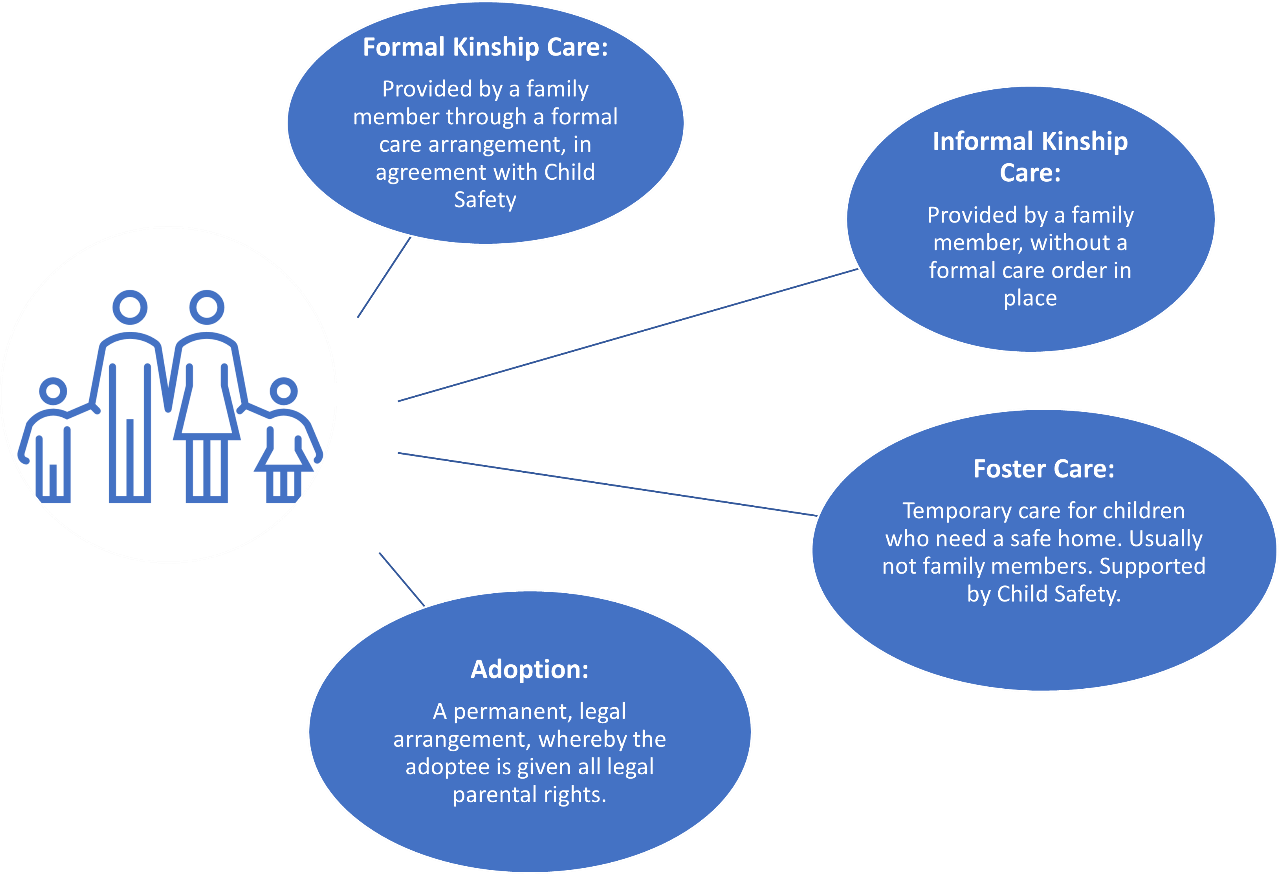 Formal Kinship Care:
Provided by a family
member through a formal
care arrangement, in
agreement with Child
Safety
Informal Kinship
Care:
Provided by a family
member, without a
formal care order in
place
Foster Care:
Temporary care for children
who need a safe home. Usually
not family members. Supported
by Child Safety.
Adoption:
A permanent, legal
arrangement, whereby the
adoptee is given all legal
parental rights.